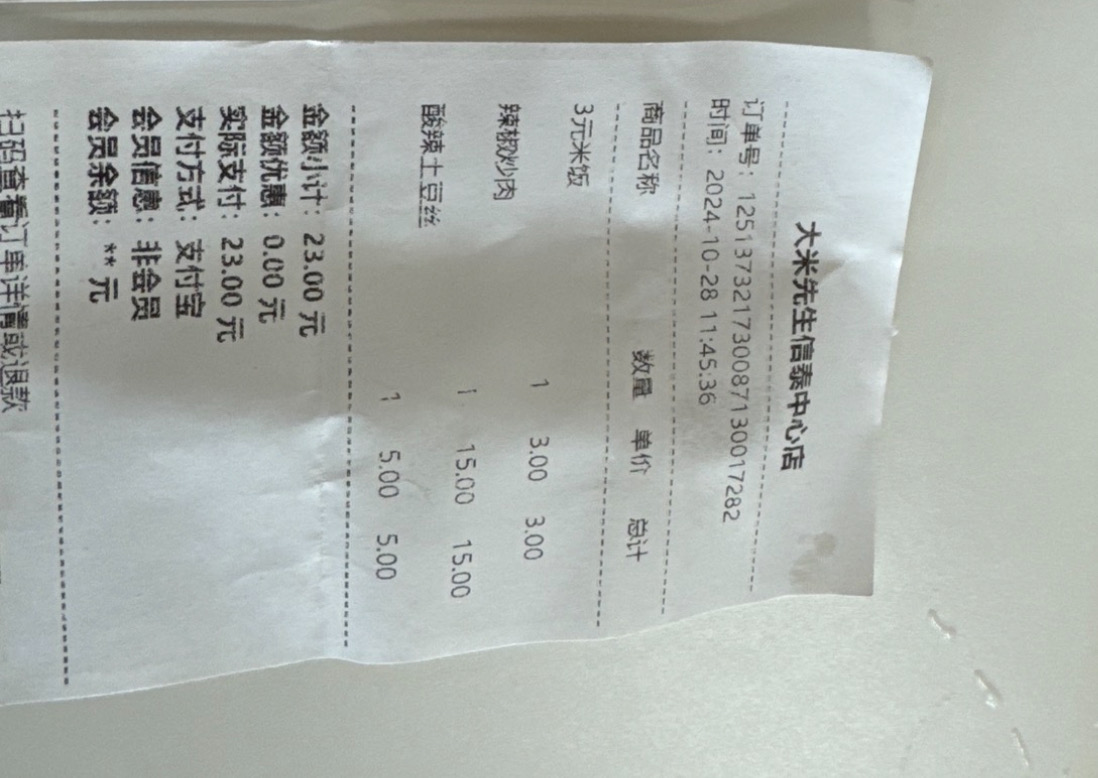 大米先生信泰中心店
订单号：12513732173008713001７282
时间：2024-10-28 11:45:36
商品名称 数量 单价 总计
3元米饭
1 3.00 3.00
辣椒炒肉
1 15.00 15.00
酸辣土豆丝
1 5.00 5.00
金额小计：23.00 元
金额优惠：0.00 元
实际支付：23.00 元
支付方式：支付宝
会员信息：非会员
会员余额：** 元
扫码查看订单详情或退款